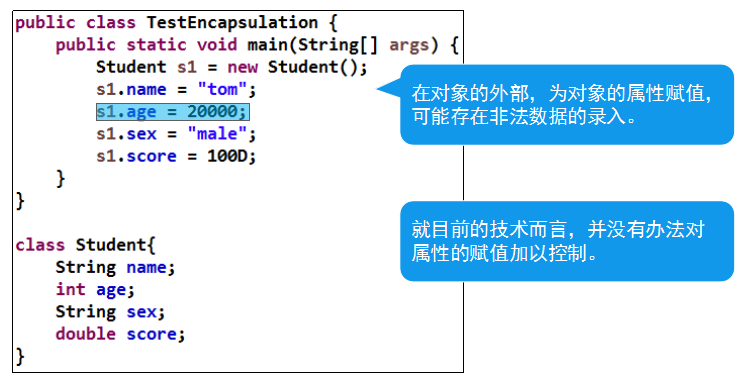 public class TestEncapsulation {
    public static void main(String[] args) {
        Student s1 = new Student();
        s1.name = "tom";
        s1.age = 20000;
        s1.sex = "male";
        s1.score = 100D;
    }
}
class Student{
    String name;
    int age;
    String sex;
    double score;
}
在对象的外部，为对象的属性赋值，
可能存在非法数据的录入。
就目前的技术而言，并没有办法对
属性的赋值加以控制。